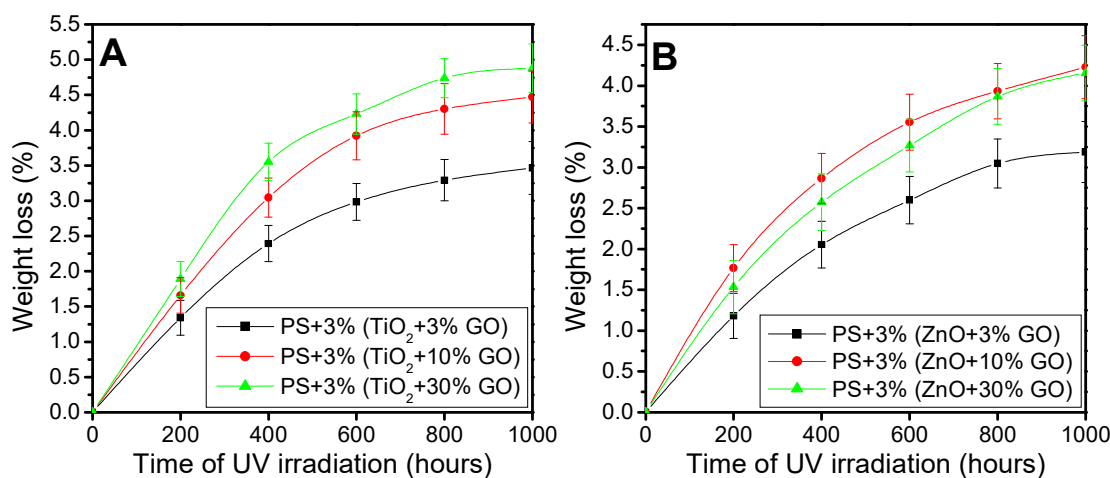 A
Weight loss (%)
5.5
5.0
4.5
4.0
3.5
3.0
2.5
2.0
1.5
1.0
0.5
0.0
PS+3% (TiO₂+3% GO)
PS+3% (TiO₂+10% GO)
PS+3% (TiO₂+30% GO)
0 200 400 600 800 1000
Time of UV irradiation (hours)
B
Weight loss (%)
4.5
4.0
3.5
3.0
2.5
2.0
1.5
1.0
0.5
0.0
PS+3% (ZnO+3% GO)
PS+3% (ZnO+10% GO)
PS+3% (ZnO+30% GO)
0 200 400 600 800 1000
Time of UV irradiation (hours)